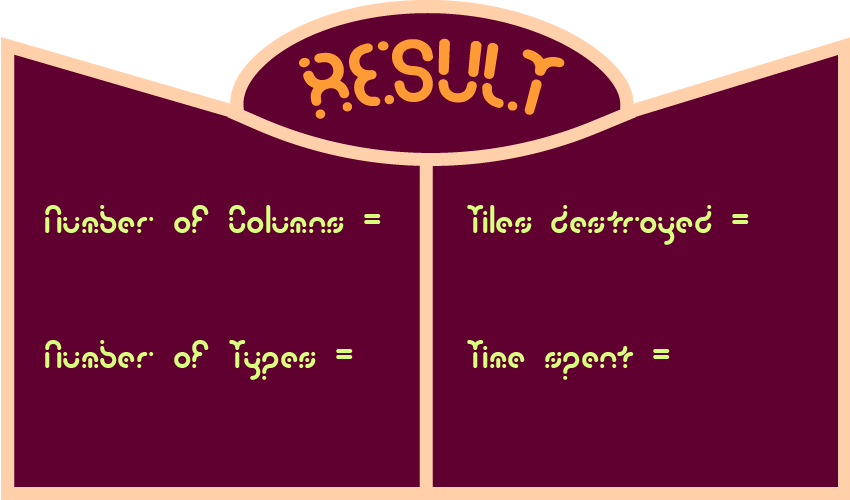 RESULT
Number of Columns =
Number of Types =
Tiles destroyed =
Time spent =